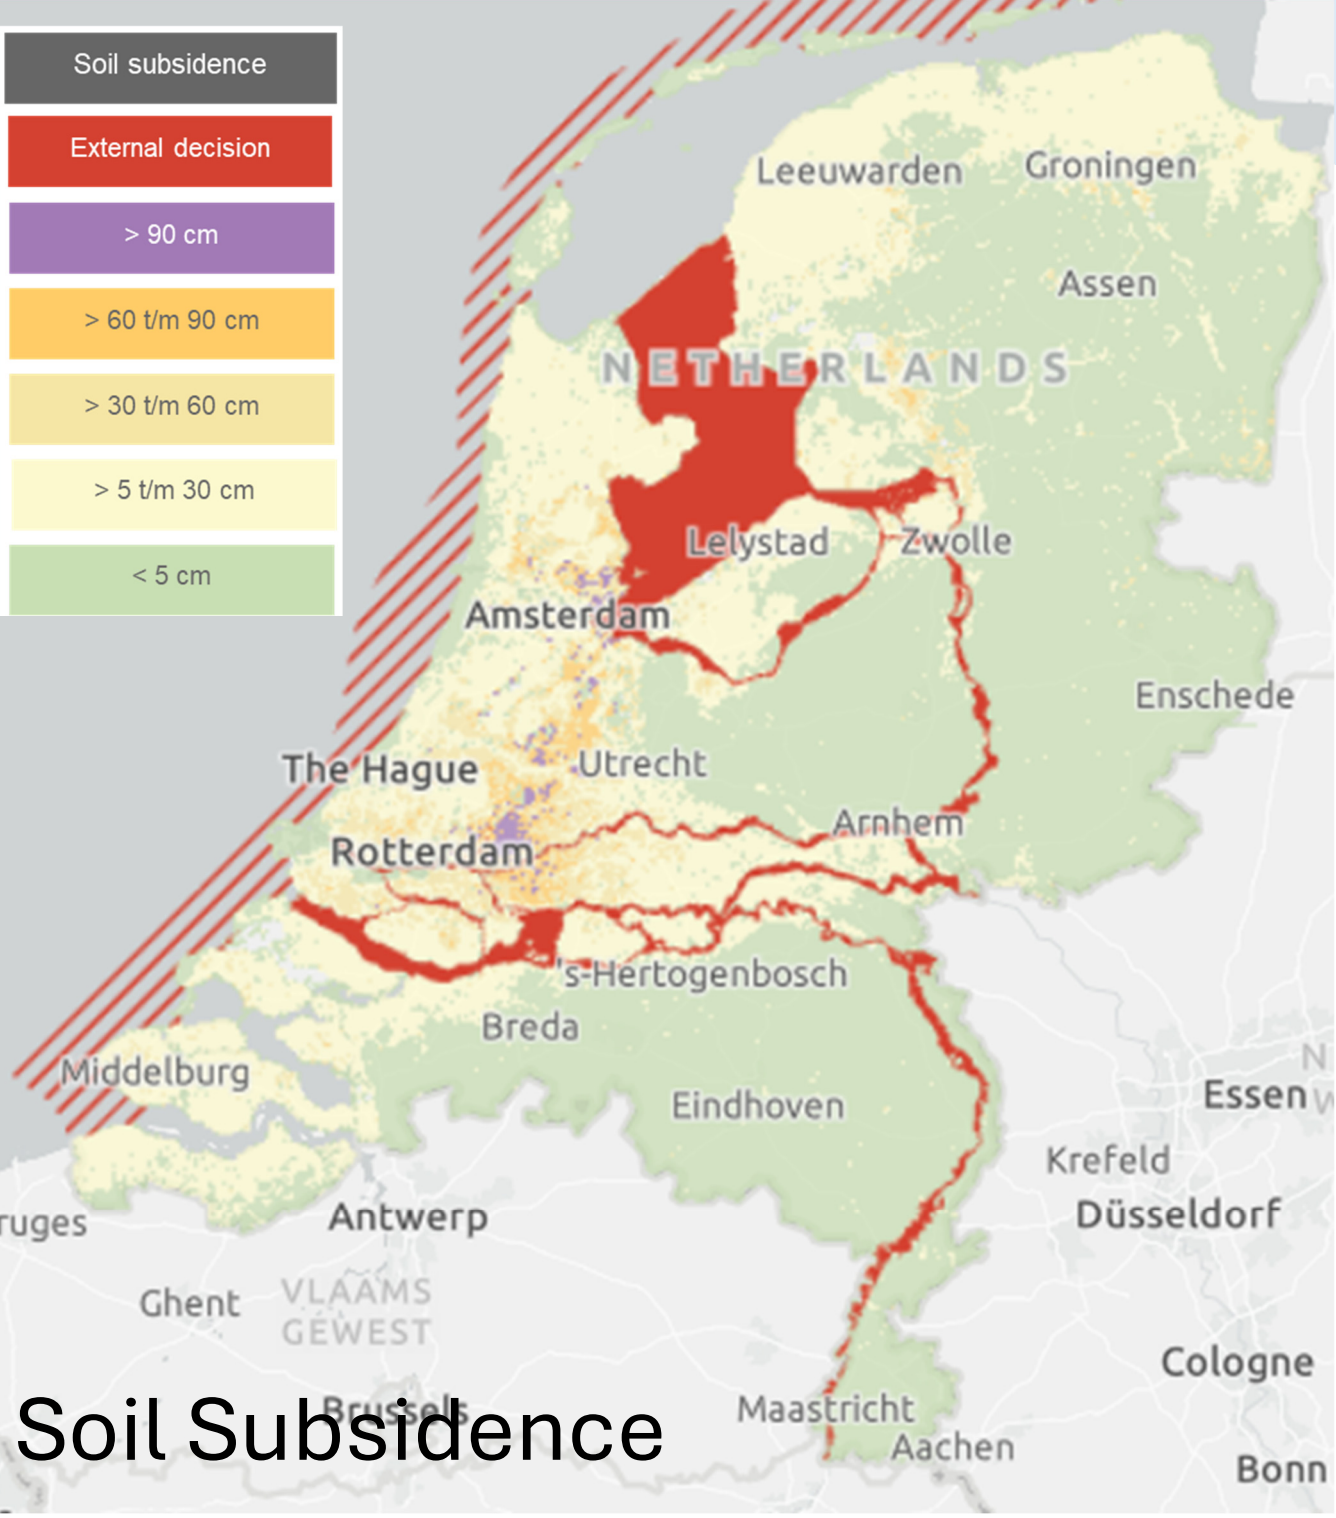 Soil subsidence
External decision
> 90 cm
> 60 t/m 90 cm
> 30 t/m 60 cm
> 5 t/m 30 cm
< 5 cm
Leeuwarden
Groningen
Assen
NETHERLANDS
Lelystad
Zwolle
Amsterdam
Enschede
The Hague
Utrecht
Arnhem
Rotterdam
's-Hertogenbosch
Breda
Middelburg
Eindhoven
N
Essen
W
Krefeld
Düsseldorf
ruges
Antwerp
Ghent
VLAAMS
GEWEST
Cologne
Brussels
Maastricht
Soil Subsidence
Aachen
Bonn